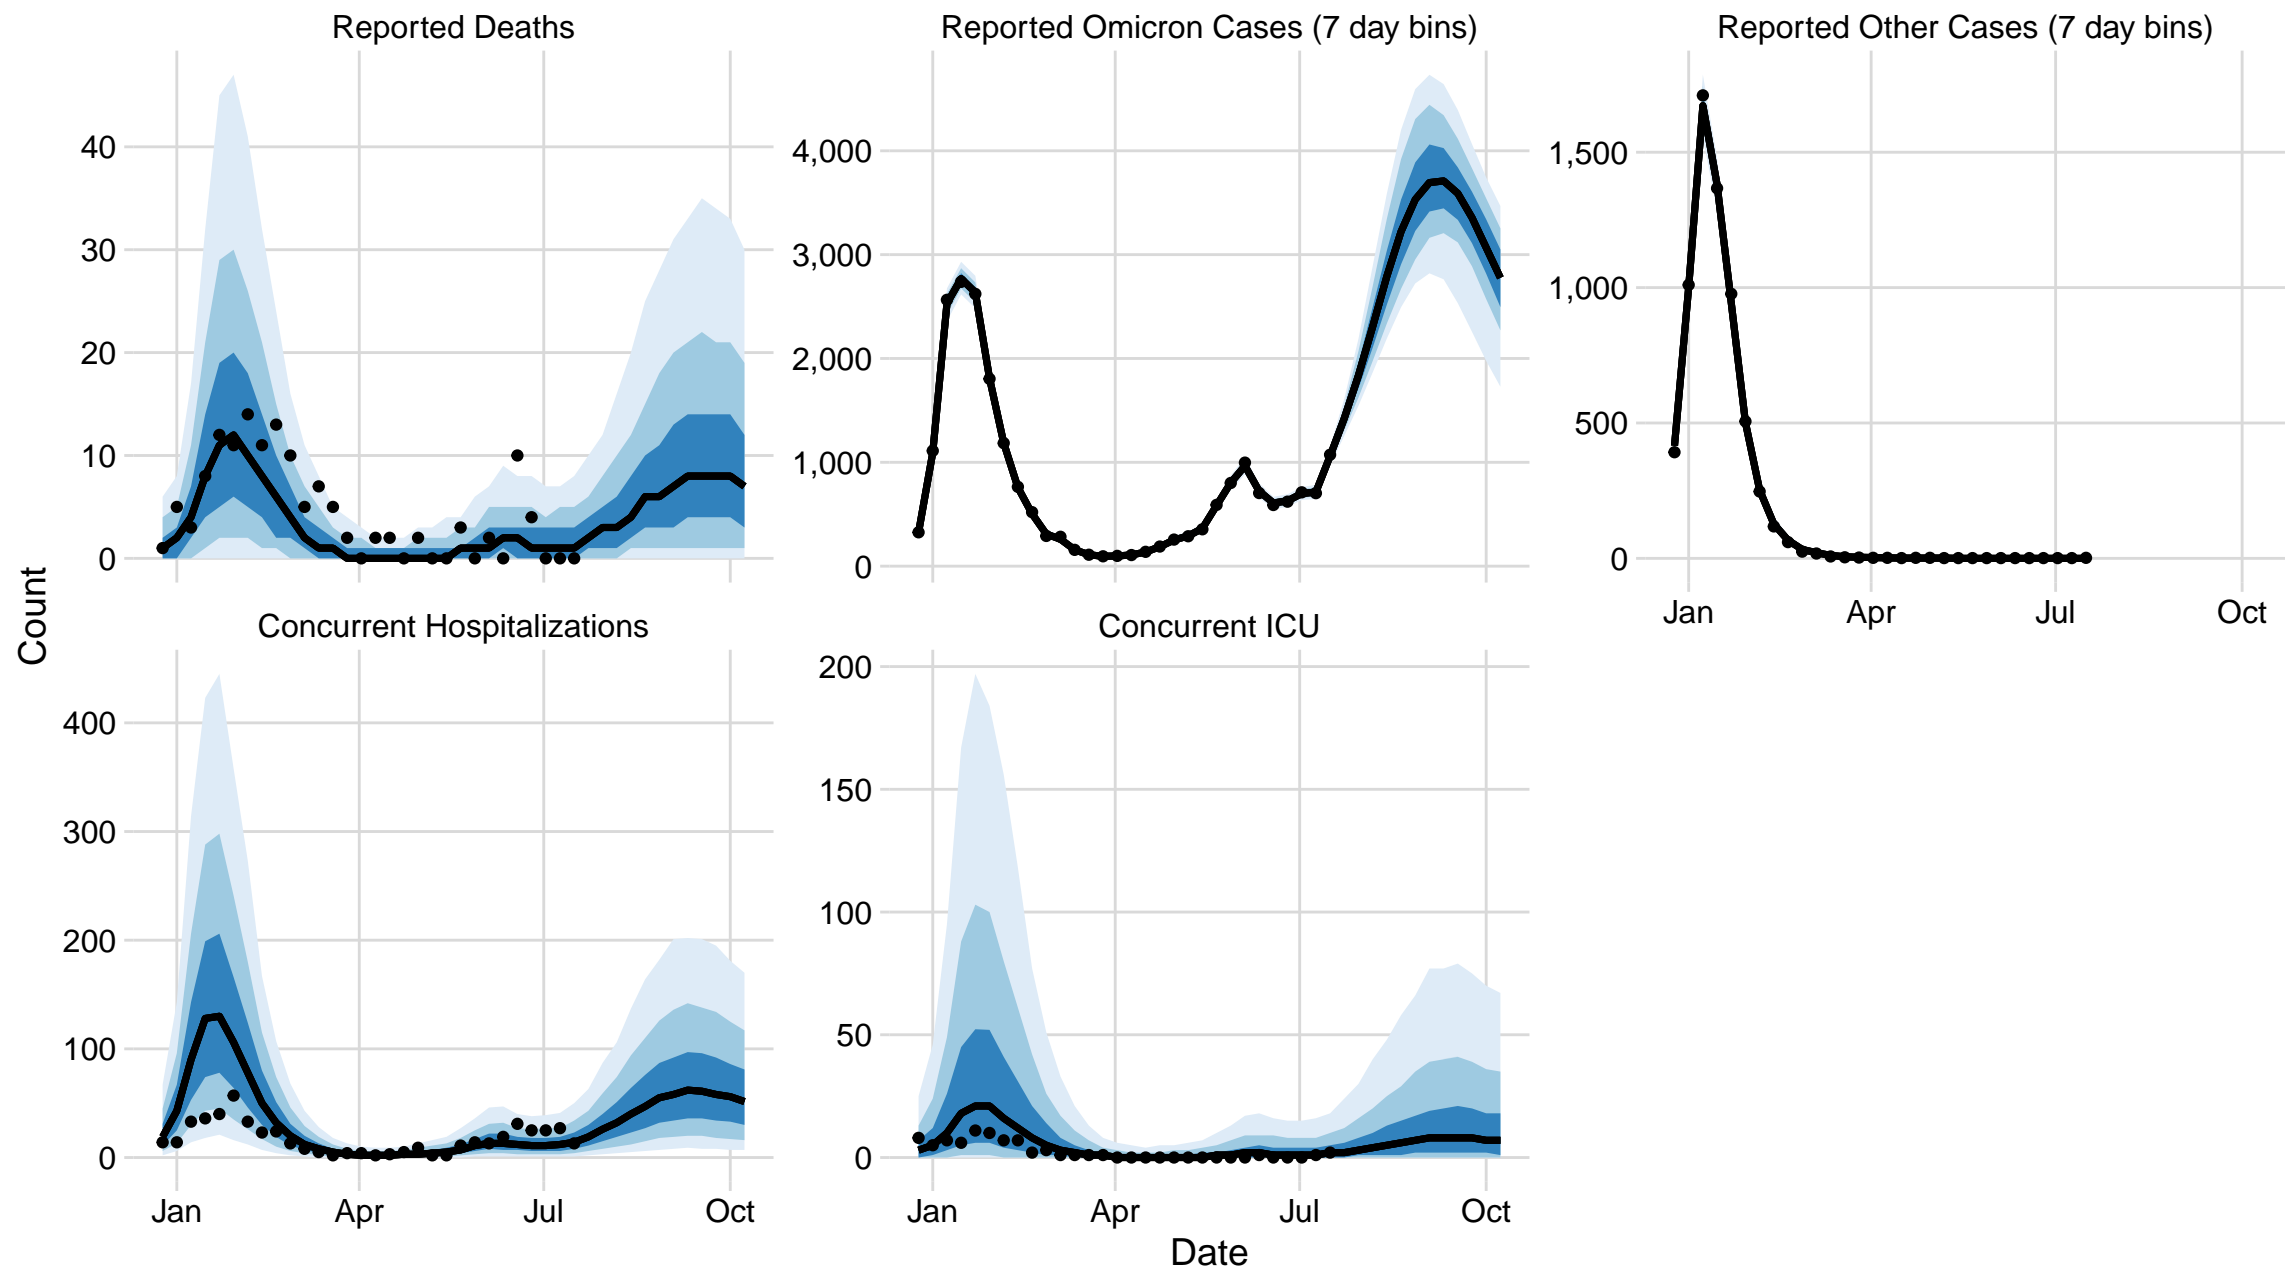 Reported Deaths
Reported Omicron Cases (7 day bins)
Reported Other Cases (7 day bins)
40
30
20
10
0
4,000
3,000
2,000
1,000
0
1,500
1,000
500
0
Jan Apr Jul Oct
Count
Concurrent Hospitalizations
Concurrent ICU
400
300
200
100
0
200
150
100
50
0
Jan Apr Jul Oct
Jan Apr Jul Oct
Date